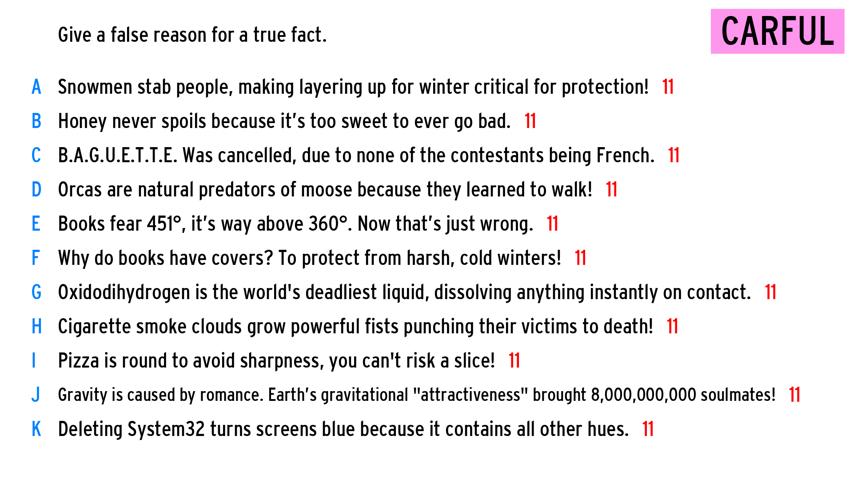 Give a false reason for a true fact.
CARFUL
A Snowmen stab people, making layering up for winter critical for protection! 11
B Honey never spoils because it's too sweet to ever go bad. 11
C B.A.G.U.E.T.T.E. Was cancelled, due to none of the contestants being French. 11
D Orcas are natural predators of moose because they learned to walk! 11
E Books fear 451°, it's way above 360°. Now that's just wrong. 11
F Why do books have covers? To protect from harsh, cold winters! 11
G Oxidodihydrogen is the world's deadliest liquid, dissolving anything instantly on contact. 11
H Cigarette smoke clouds grow powerful fists punching their victims to death! 11
I Pizza is round to avoid sharpness, you can't risk a slice! 11
J Gravity is caused by romance. Earth's gravitational "attractiveness" brought 8,000,000,000 soulmates! 11
K Deleting System32 turns screens blue because it contains all other hues. 11